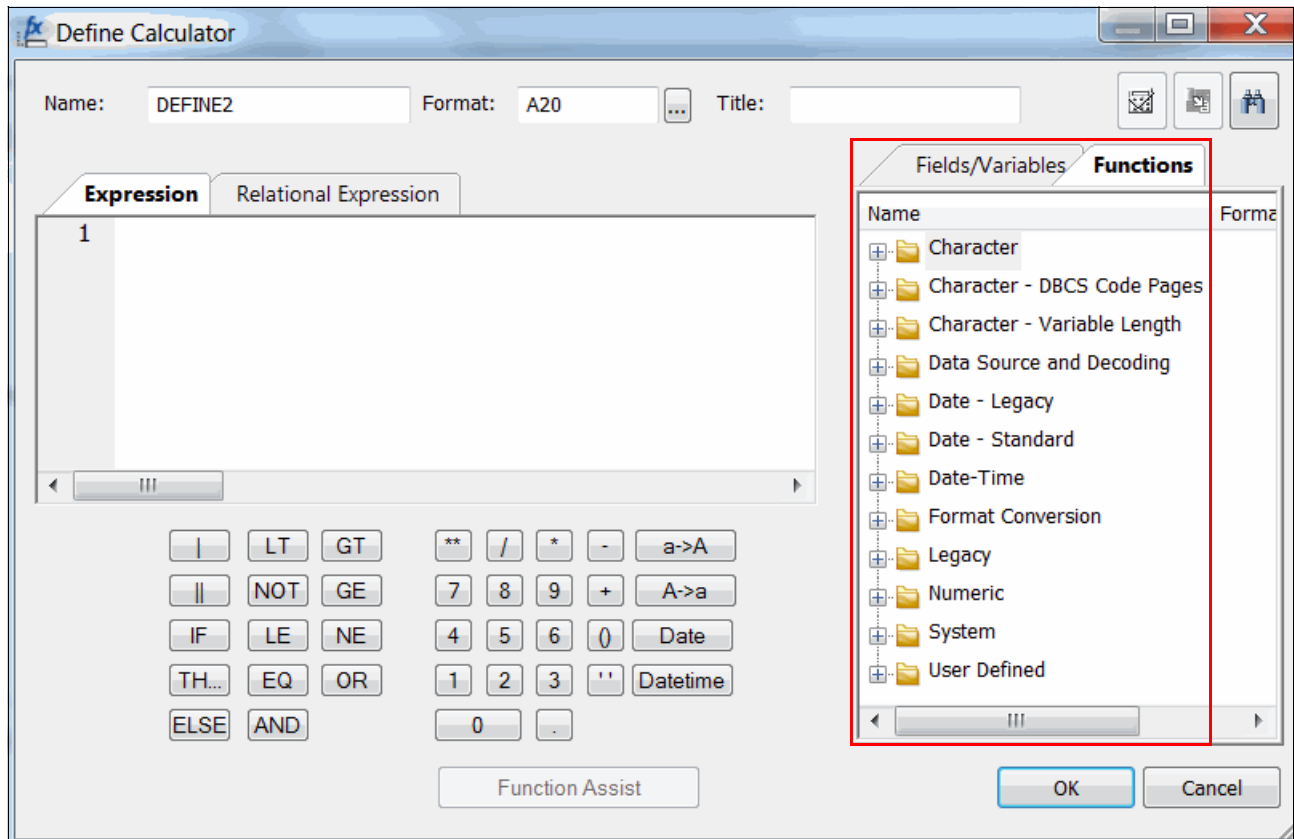 Define Calculator
Name: DEFINE2 Format: A20 ... Title:
Expression Relational Expression
1
Fields/Variables Functions
Name Forma
Character
Character - DBCS Code Pages
Character - Variable Length
Data Source and Decoding
Date - Legacy
Date - Standard
Date-Time
Format Conversion
Legacy
Numeric
System
User Defined
| LT GT ** / * - a->A
|| NOT GE 7 8 9 + A->a
IF LE NE 4 5 6 () Date
TH... EQ OR 1 2 3 ' ' Datetime
ELSE AND 0 .
Function Assist
OK Cancel